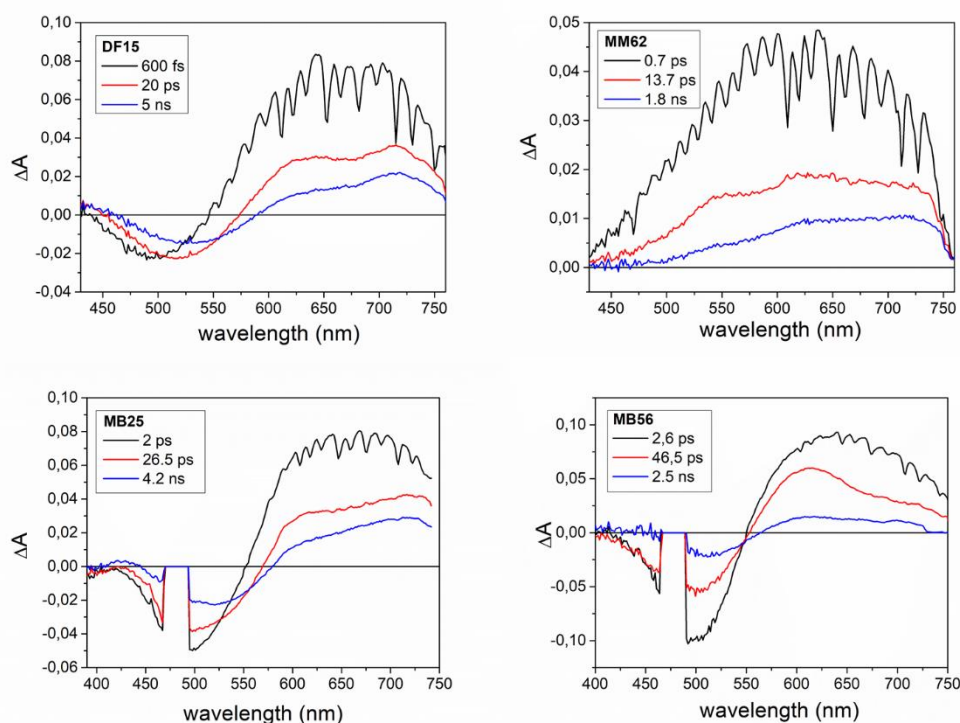 DF15
600 fs
20 ps
5 ns
0,10
0,08
0,06
0,04
0,02
0,00
-0,02
-0,04
ΔA
450 500 550 600 650 700 750
wavelength (nm)
MM62
0.7 ps
13.7 ps
1.8 ns
0,05
0,04
0,03
0,02
0,01
0,00
ΔA
450 500 550 600 650 700 750
wavelength (nm)
MB25
2 ps
26.5 ps
4.2 ns
0,10
0,08
0,06
0,04
0,02
0,00
-0,02
-0,04
-0,06
ΔA
400 450 500 550 600 650 700 750
wavelength (nm)
MB56
2,6 ps
46,5 ps
2.5 ns
0,10
0,05
0,00
-0,05
-0,10
ΔA
400 450 500 550 600 650 700 750
wavelength (nm)